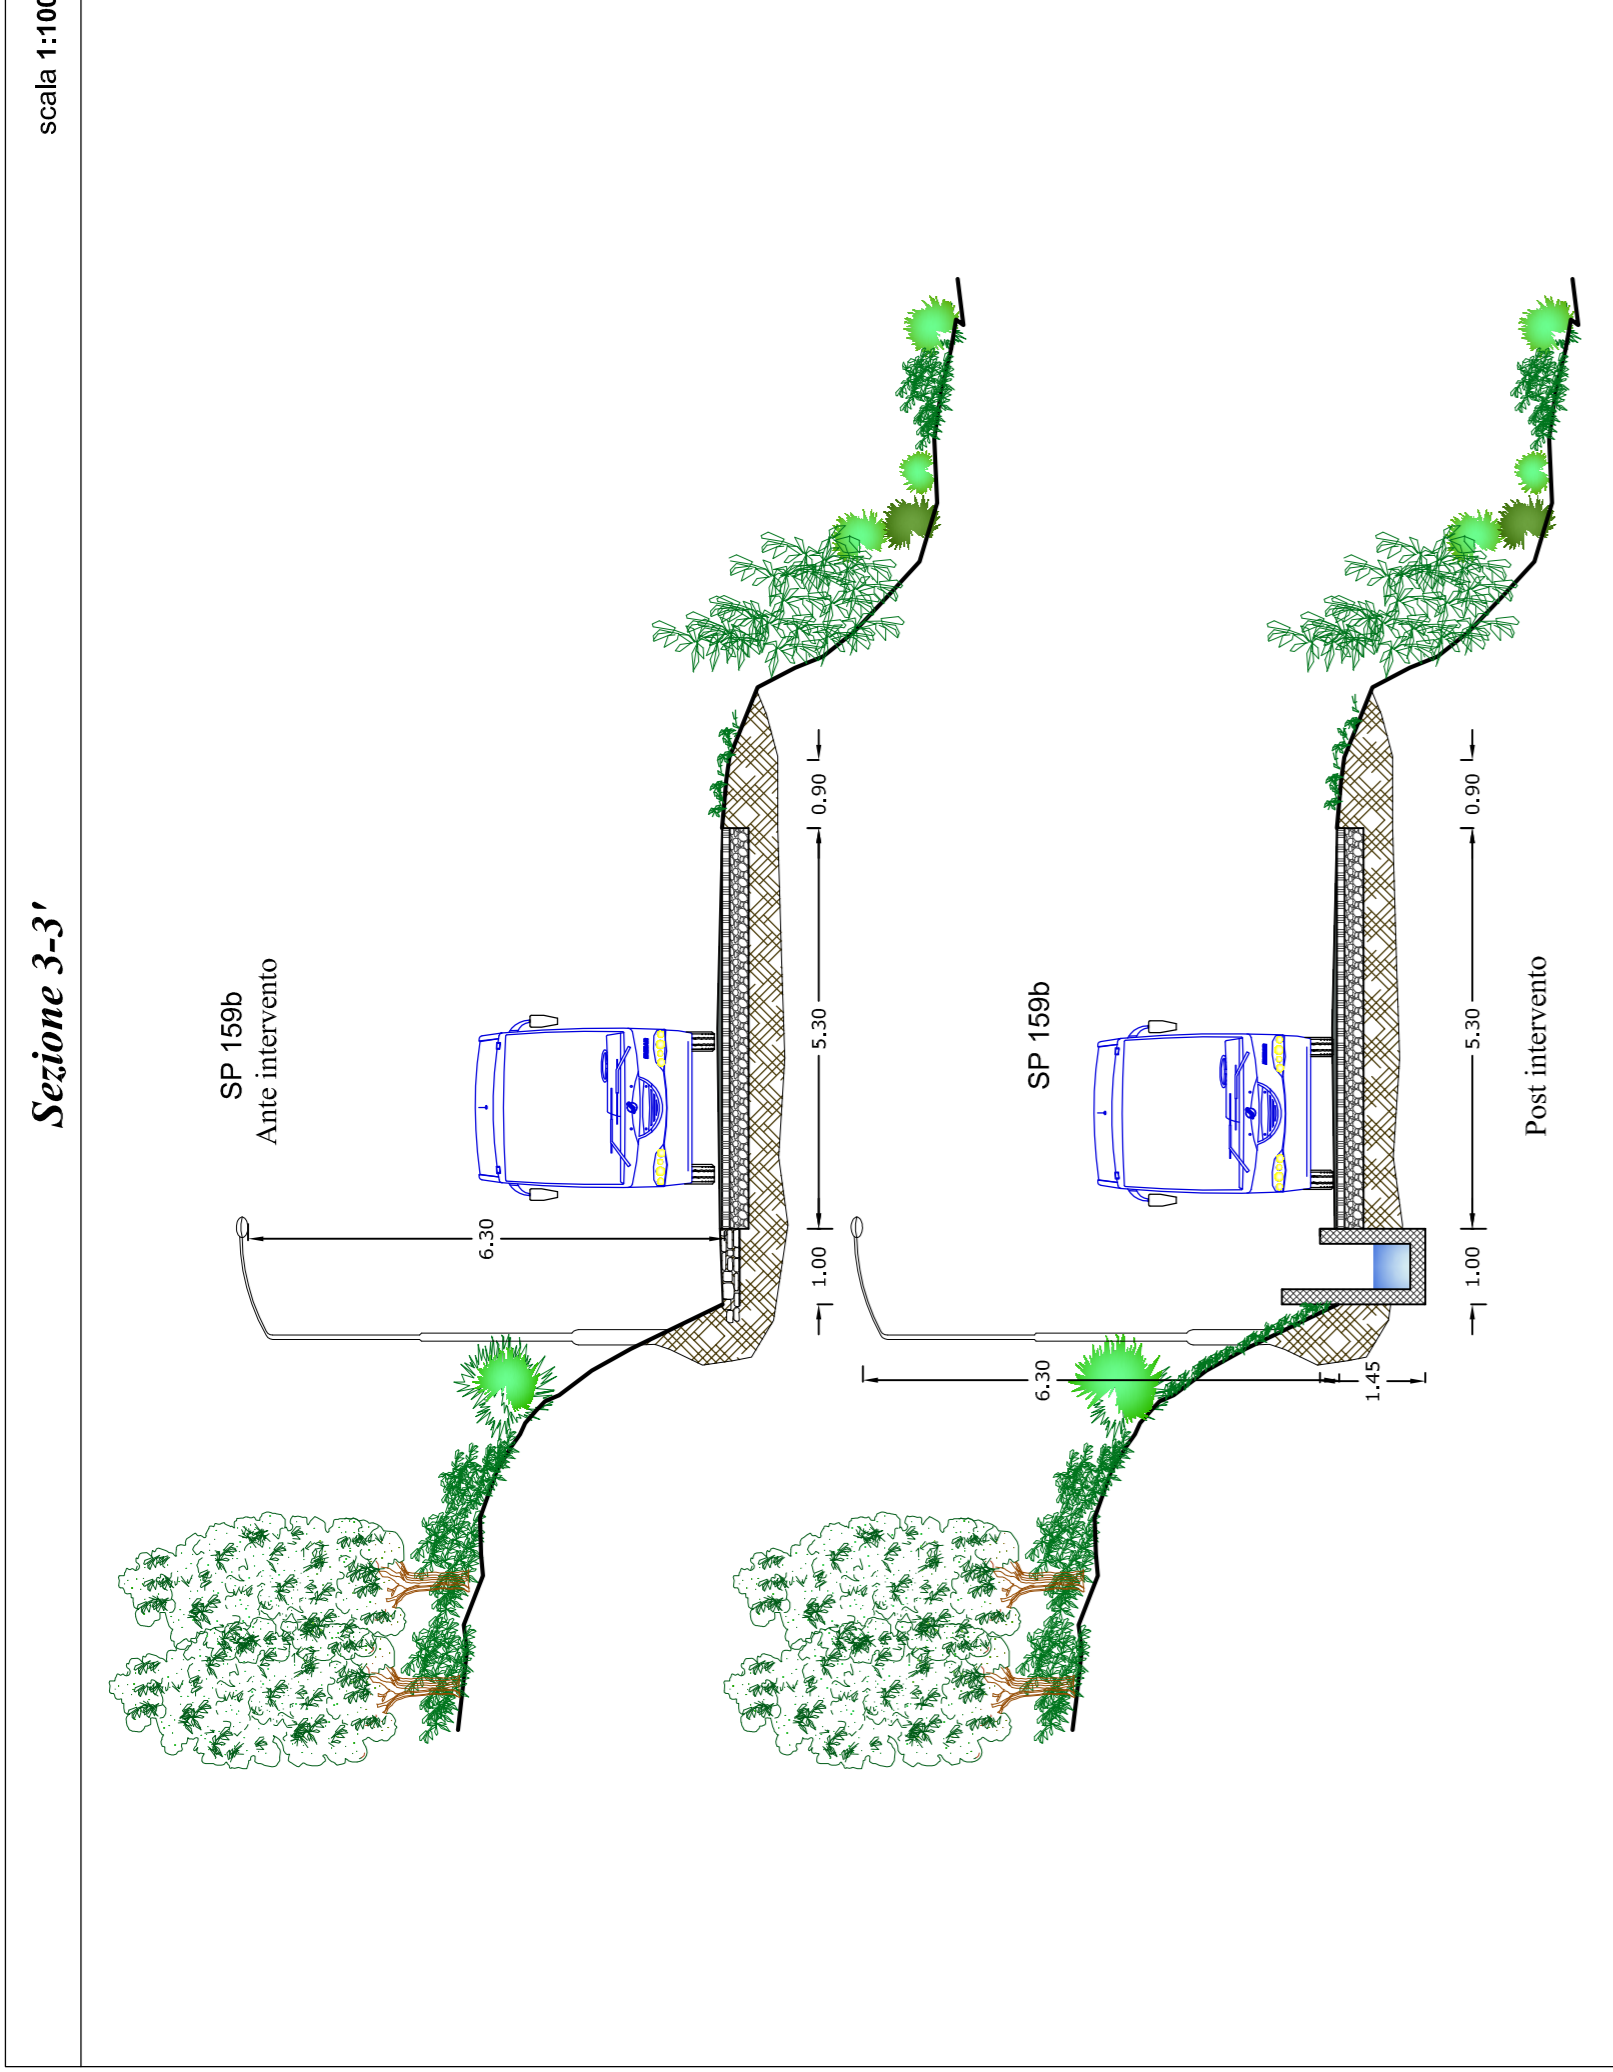 Sezione 3-3'
scala 1:100
SP 159b
Ante intervento
6.30
1.00
5.30
0.90
SP 159b
6.30
1.45
1.00
5.30
0.90
Post intervento